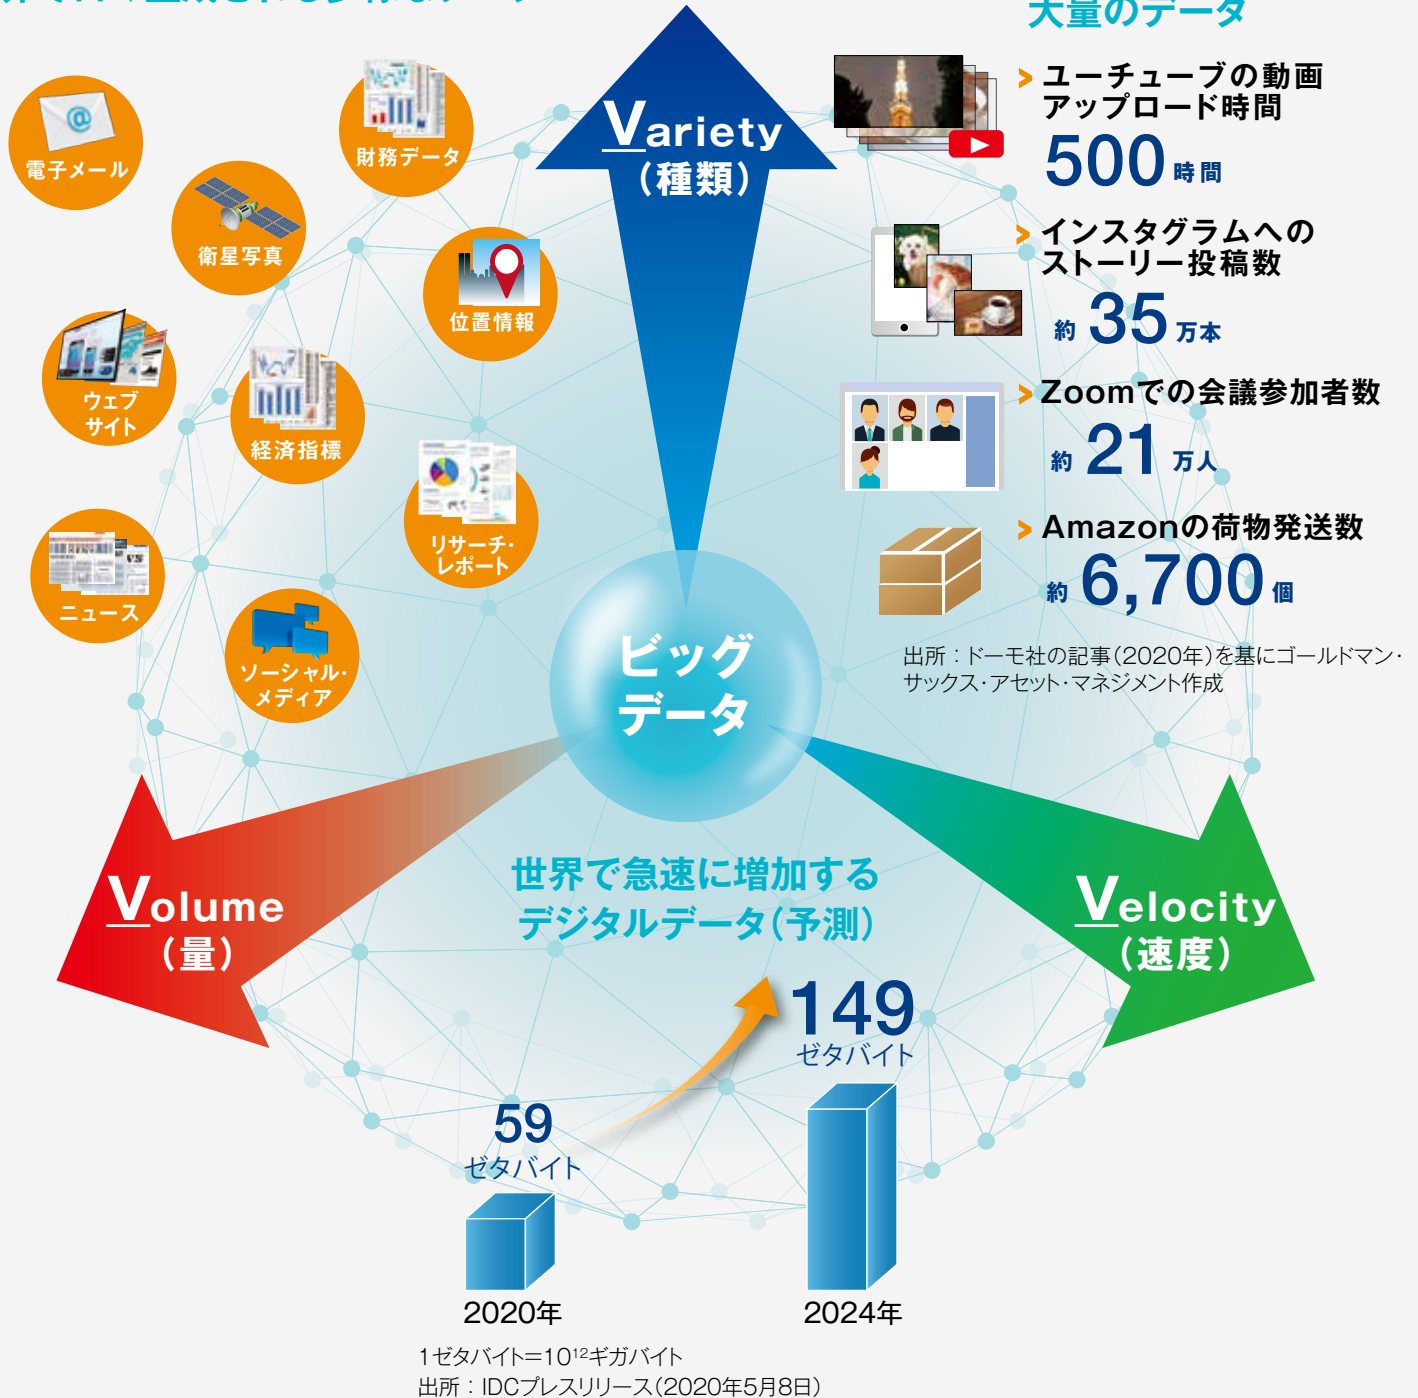 大量のデータ
Variety
（種類）
電子メール
財務データ
衛星写真
位置情報
ウェブ
サイト
経済指標
リサーチ・
レポート
ニュース
ソーシャル・
メディア
ユーチューブの動画
アップロード時間
500時間
インスタグラムへの
ストーリー投稿数
約35万本
Zoomでの会議参加者数
約21万人
Amazonの荷物発送数
約6,700個
出所：ドーモ社の記事（2020年）を基にゴールドマン・
サックス・アセット・マネジメント作成
ビッグ
データ
Volume
（量）
Velocity
（速度）
世界で急速に増加する
デジタルデータ（予測）
149
ゼタバイト
59
ゼタバイト
2020年
2024年
1ゼタバイト＝10¹²ギガバイト
出所：IDCプレスリリース（2020年5月8日）